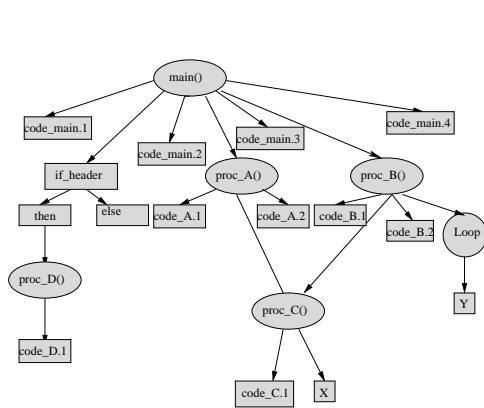 main()
code_main.1
code_main.2
code_main.3
code_main.4
if_header
proc_A()
proc_B()
then
else
code_A.1
code_A.2
code_B.1
code_B.2
Loop
proc_D()
proc_C()
Y
code_D.1
code_C.1
X